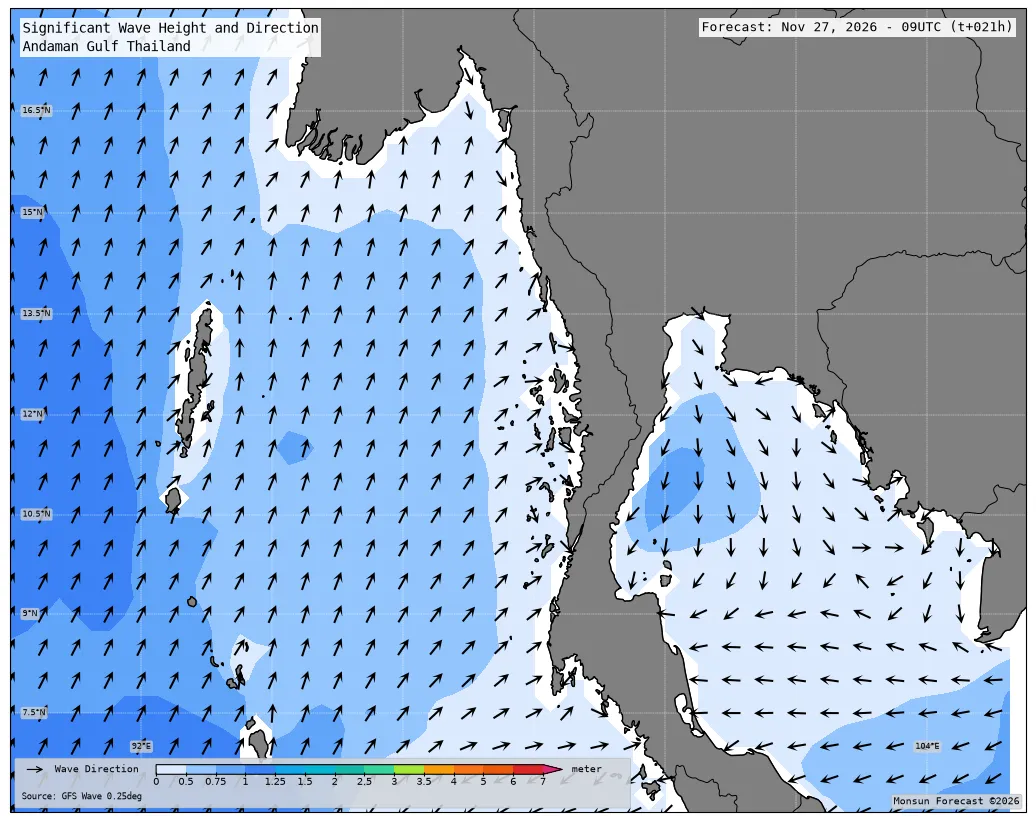 Significant Wave Height and Direction
Andaman Gulf Thailand
Forecast: Nov 27, 2026 - 09UTC (t+021h)
16.5°N
15°N
13.5°N
12°N
10.5°N
9°N
7.5°N
92°E
104°E
Wave Direction
0.5 0.75 1 1.25 1.5 2 2.5 3 3.5 4 5 6 7
meter
Source: GFS Wave 0.25deg
Monsun Forecast ©2026